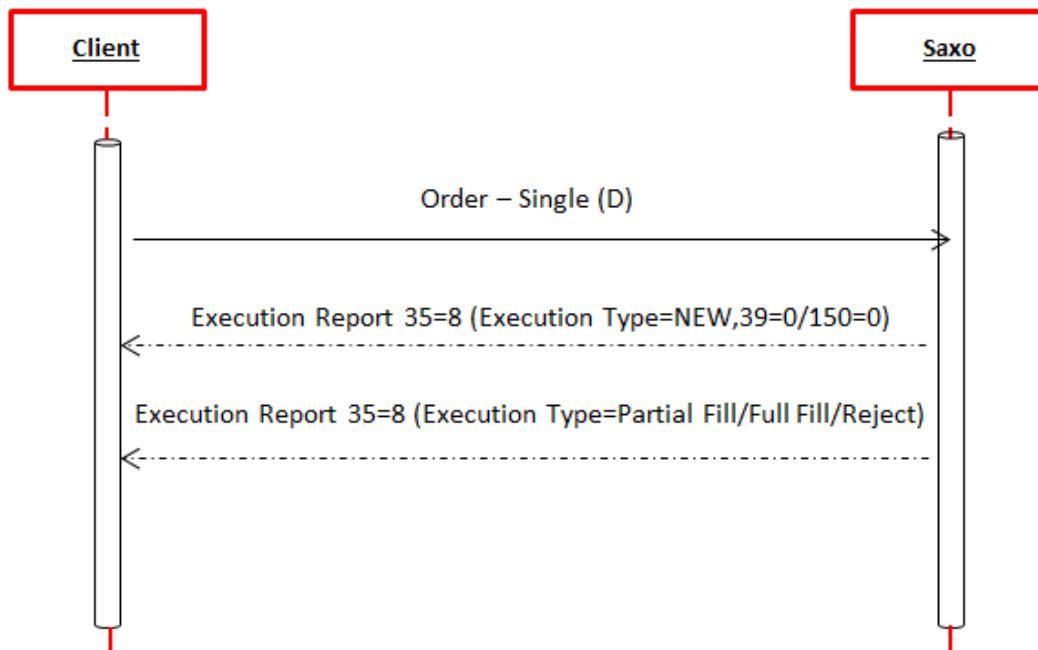 Client
Saxo
Order – Single (D)
Execution Report 35=8 (Execution Type=NEW,39=0/150=0)
Execution Report 35=8 (Execution Type=Partial Fill/Full Fill/Reject)